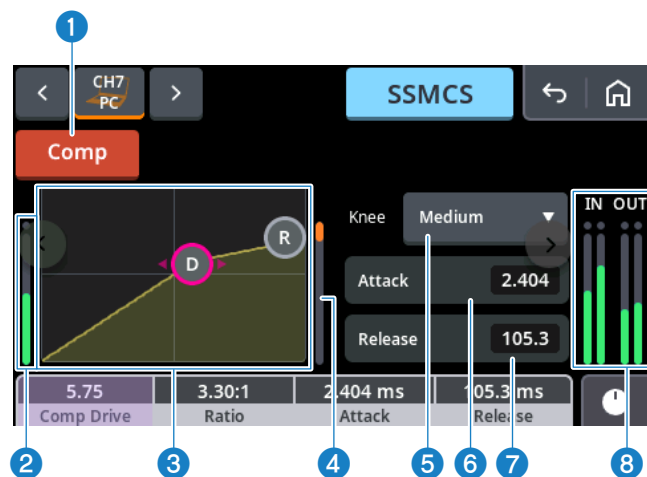 1
CH7
PC
SSMCS
Comp
IN OUT
Knee Medium
R
D
Attack 2.404
Release 105.3
5.75 3.30:1 2.404 ms 105.3 ms
Comp Drive Ratio Attack Release
2 3 4 5 6 7 8